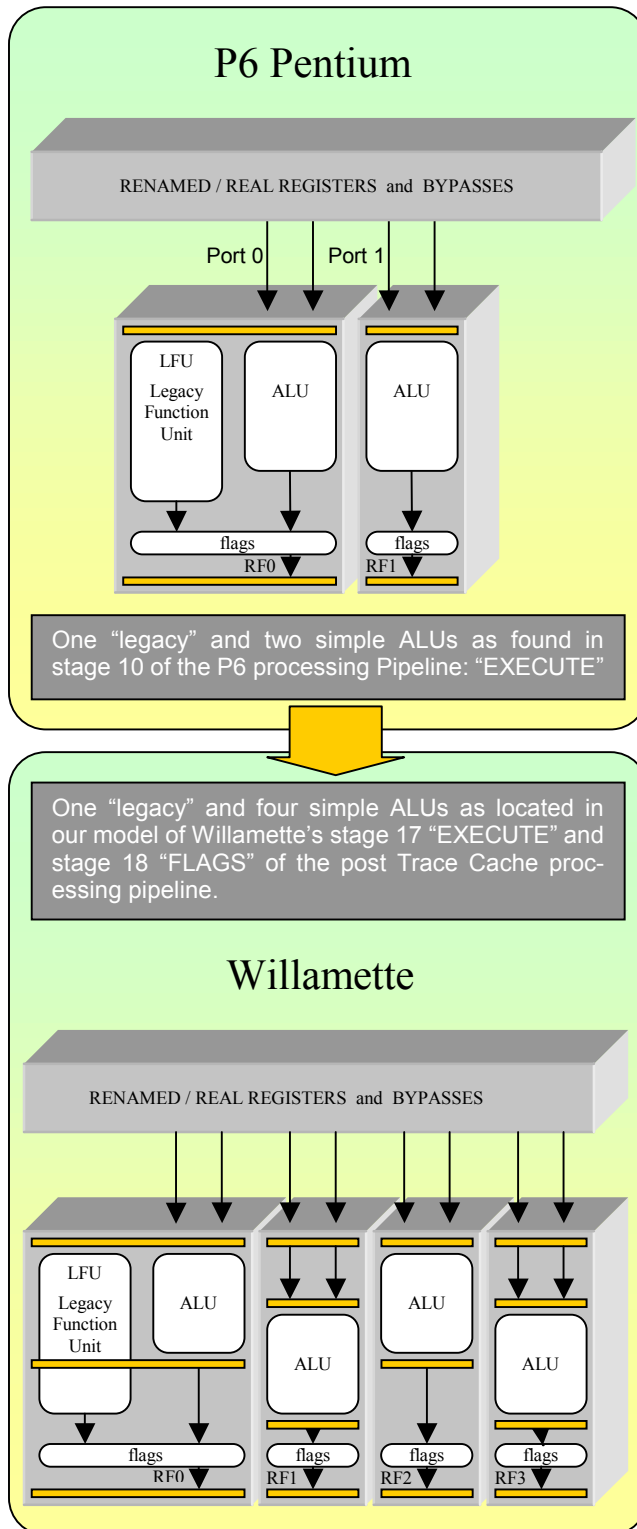 P6 Pentium
RENAMED / REAL REGISTERS and BYPASSES
Port 0
Port 1
LFU
Legacy
Function
Unit
ALU
ALU
flags
flags
RF0
RF1
One “legacy” and two simple ALUs as found in
stage 10 of the P6 processing Pipeline: “EXECUTE”
One “legacy” and four simple ALUs as located in
our model of Willamette’s stage 17 “EXECUTE” and
stage 18 “FLAGS” of the post Trace Cache proc-
essing pipeline.
Willamette
RENAMED / REAL REGISTERS and BYPASSES
LFU
Legacy
Function
Unit
ALU
ALU
ALU
ALU
flags
flags
flags
flags
RF0
RF1
RF2
RF3